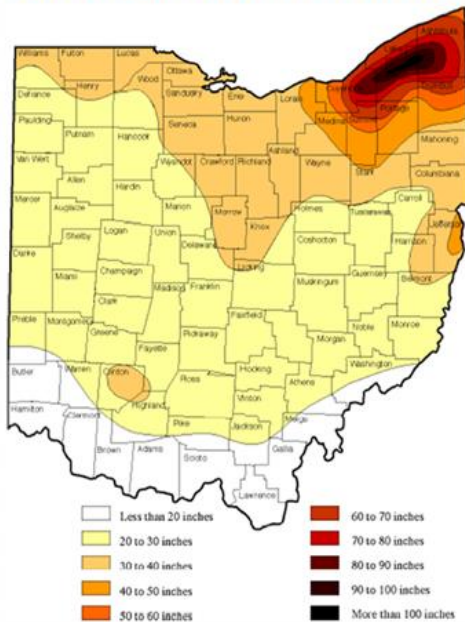 Ashtabula
Williams Fulton Lucas Lake
Ottawa
Wood
Henry Sandusky Erie Lorain
Defiance Portage
Medina
Paulding Seneca Huron
Putnam Hancock Ashland Mahoning
Van Wert Wyandot Crawford Richland Wayne Stark Columbiana
Allen
Hardin Carroll
Mercer Marion Morrow Holmes Tuscarawas Jefferson
Auglaize Knox
Logan Union Coshocton Harrison
Shelby Delaware
Darke Licking Belmont
Champaign Guernsey
Miami Madison Franklin Muskingum
Clark
Fairfield Noble Monroe
Preble Montgomery Pickaway Morgan
Greene
Fayette Washington
Butler Warren Clinton Hocking
Ross Athens
Hamilton Highland Vinton
Clermont Meigs
Pike Jackson
Brown Adams Gallia
Scioto
Lawrence
Less than 20 inches
20 to 30 inches
30 to 40 inches
40 to 50 inches
50 to 60 inches
60 to 70 inches
70 to 80 inches
80 to 90 inches
90 to 100 inches
More than 100 inches